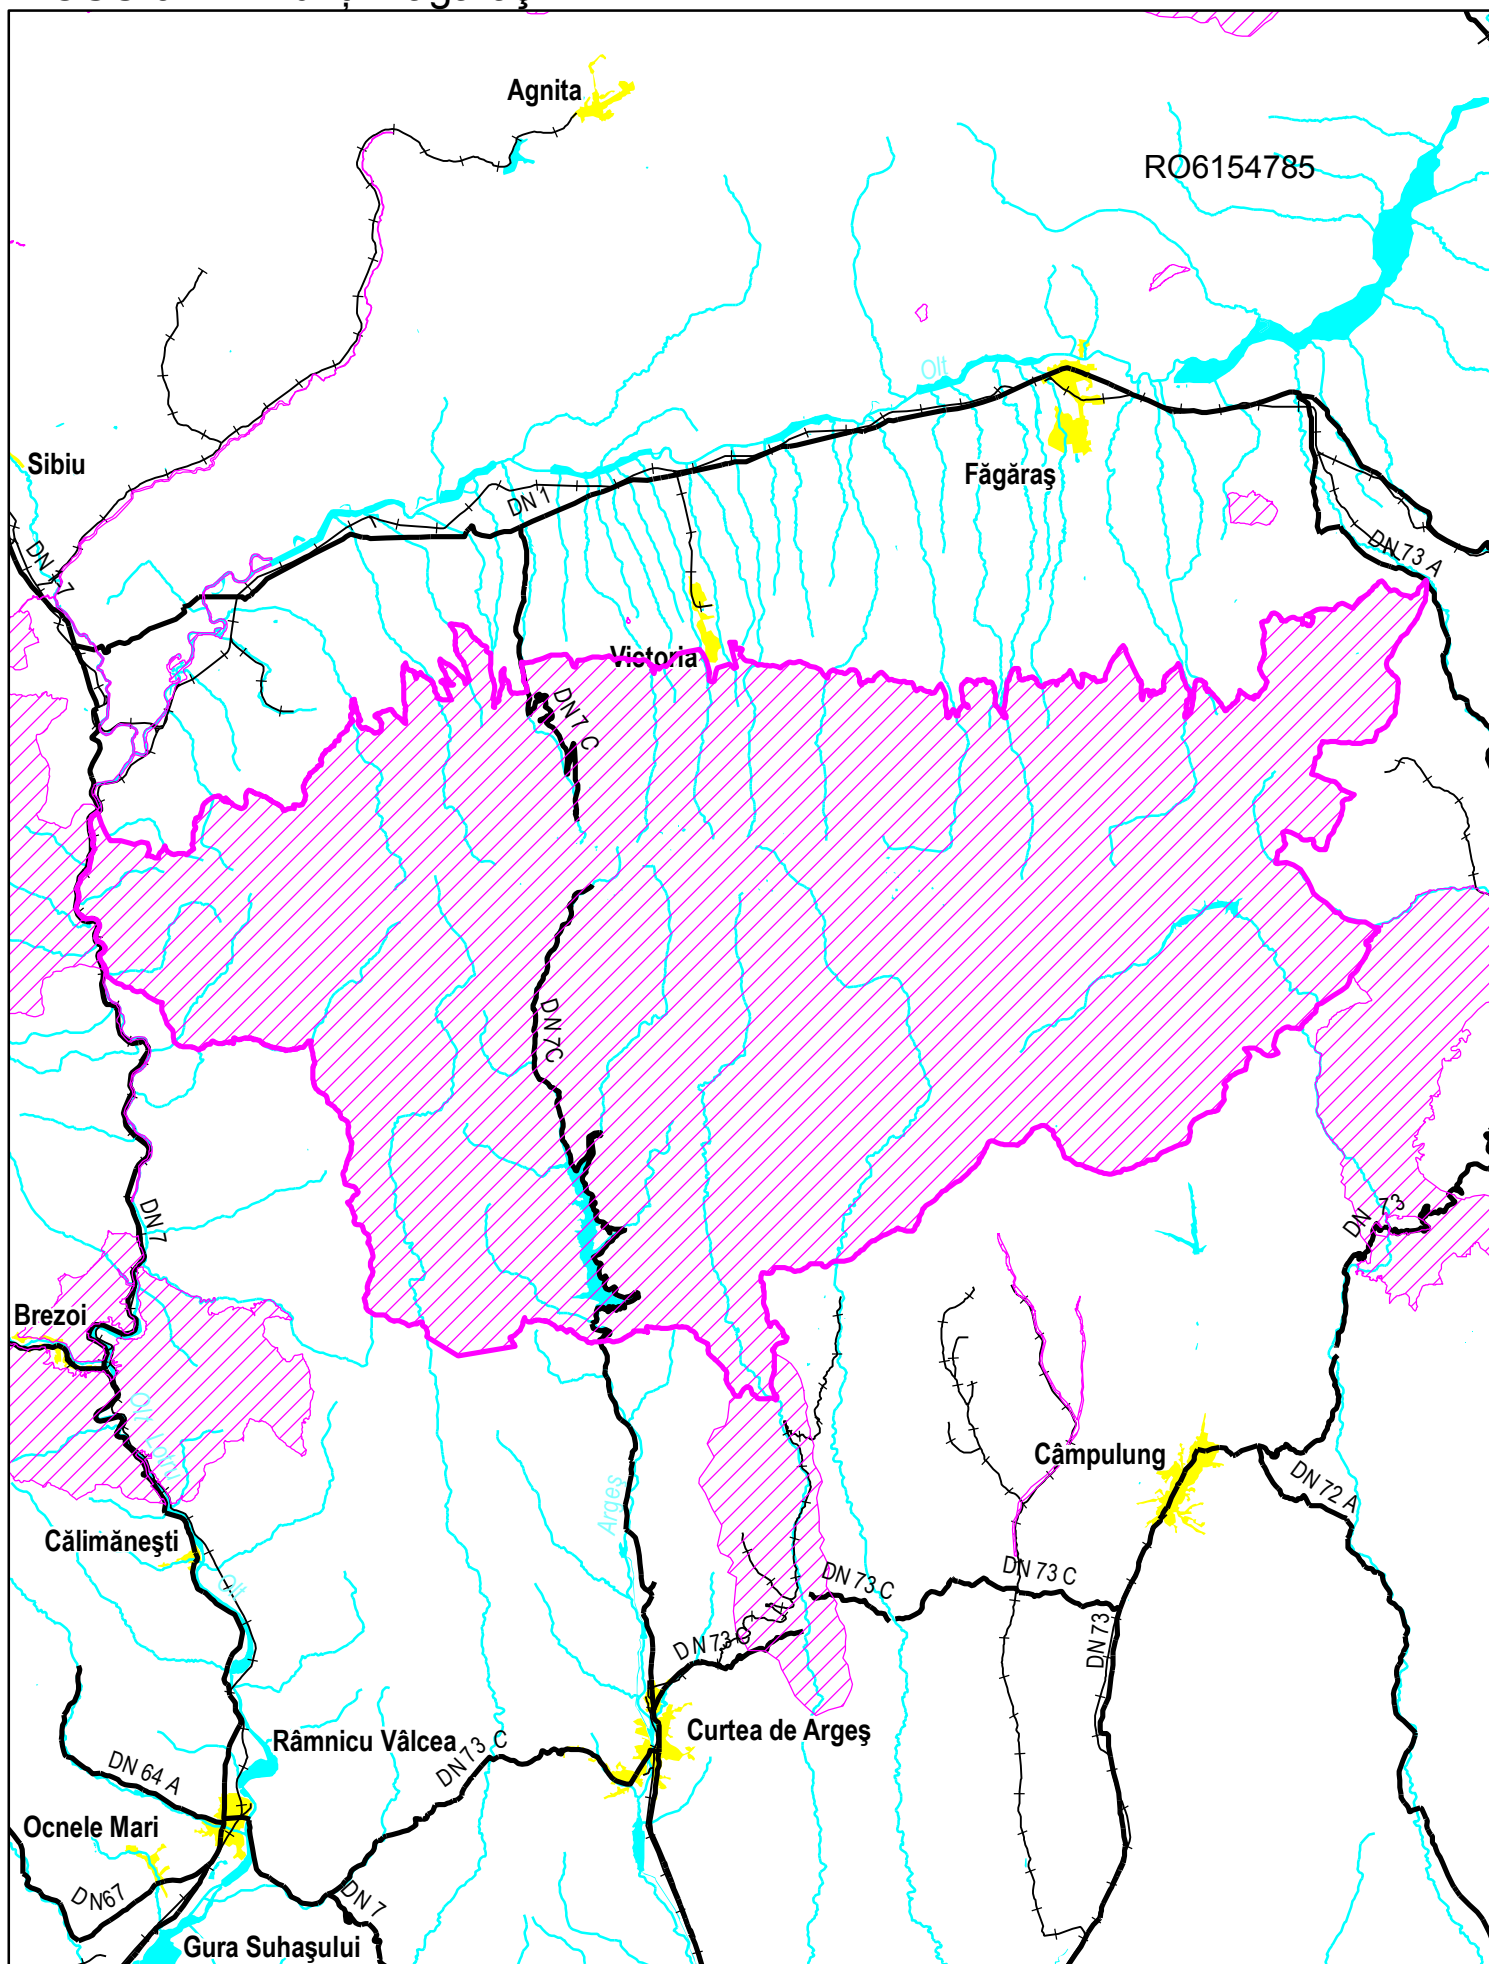 Agnita
RO6154785
Olt
Sibiu
Făgăraş
DN 1
DN 7
DN 73 A
Victoria
DN 7 C
DN 7C
DN 7
DN 73
Brezoi
Olt
Lotru
Câmpulung
DN 72 A
Argeş
Călimăneşti
Olt
DN 73 C
DN 73 C
DN 73 C
DN 73
Râmnicu Vâlcea
Curtea de Argeş
DN 73 C
DN 64 A
Ocnele Mari
DN67
DN 7
Gura Suhaşului